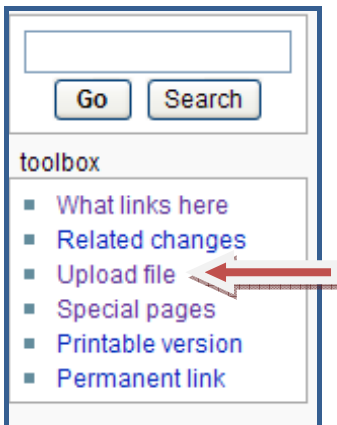 Go Search
toolbox
What links here
Related changes
Upload file
Special pages
Printable version
Permanent link